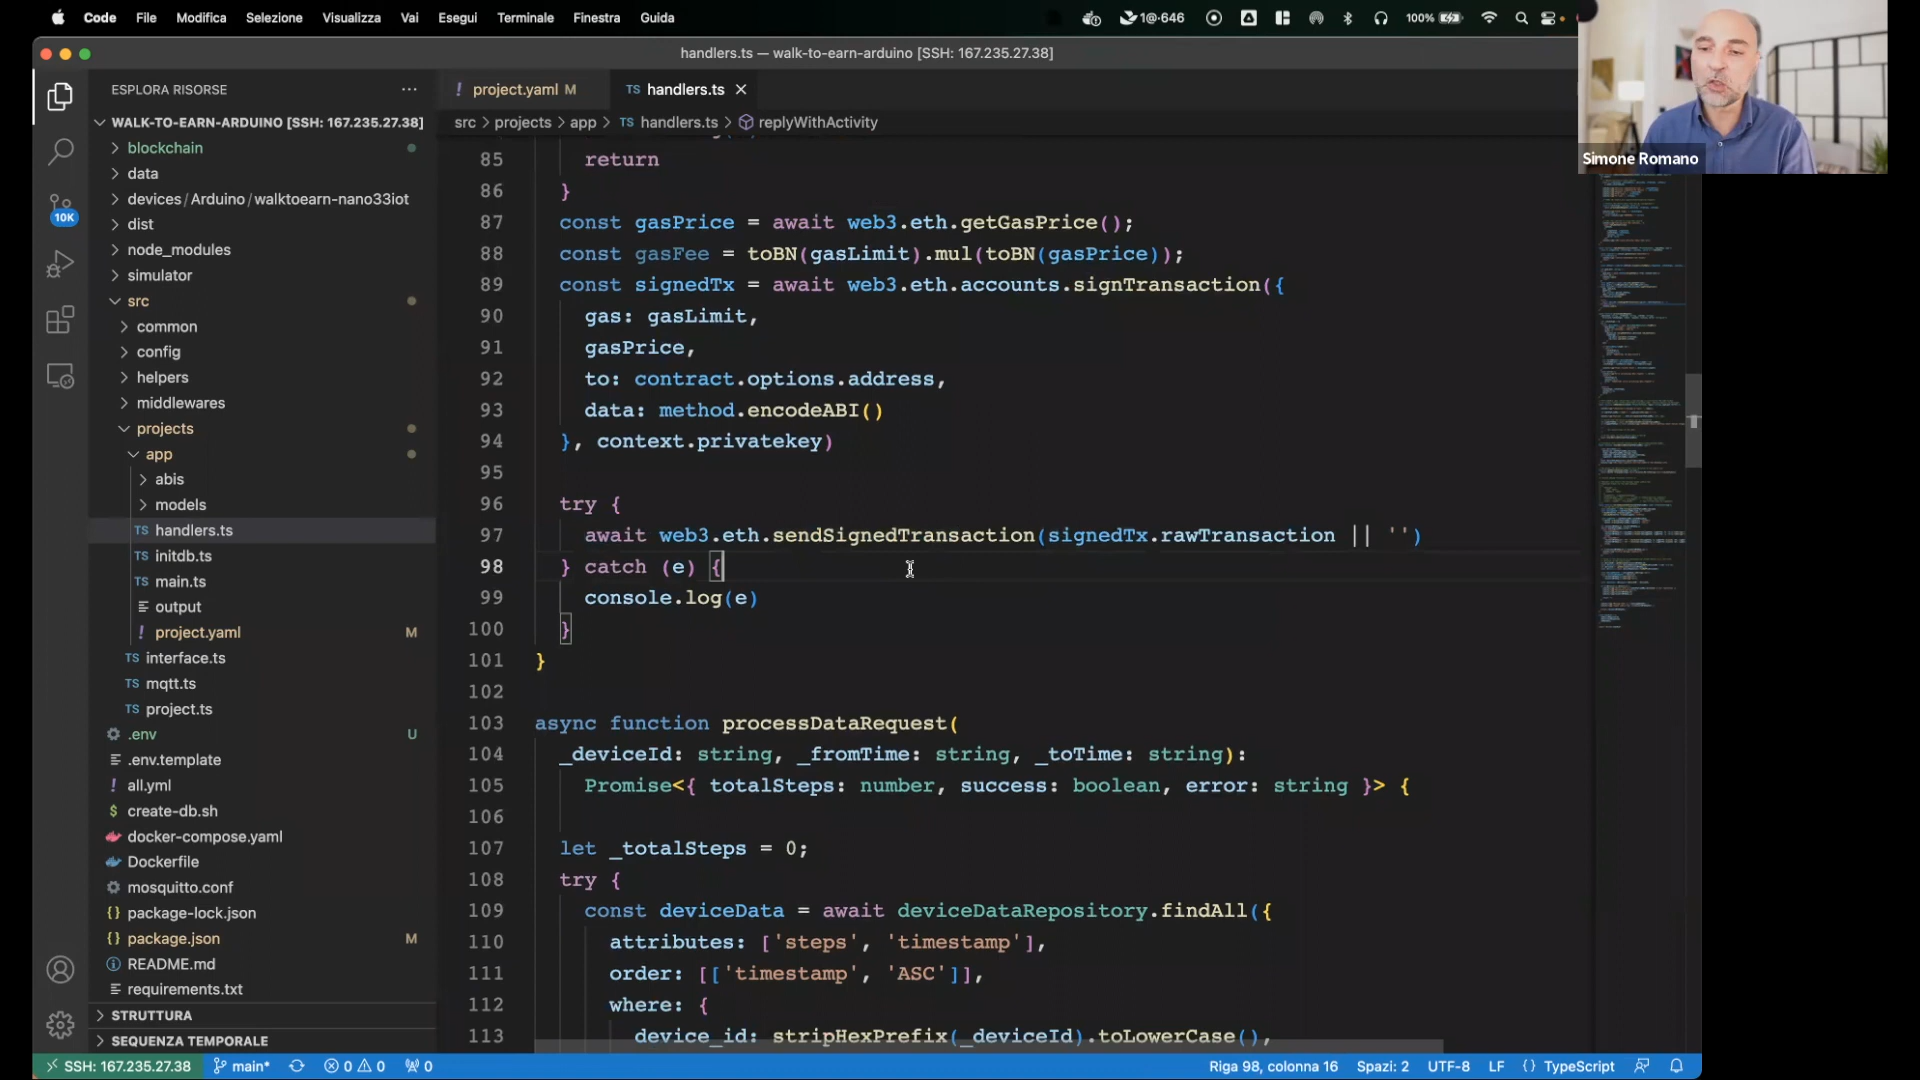 Code File Modifica Selezione Visualizza Vai Esegui Terminale Finestra Guida 1@·646 100%
handlers.ts — walk-to-earn-arduino [SSH: 167.235.27.38]
ESPLORA RISORSE ···
! project.yaml M TS handlers.ts ×
WALK-TO-EARN-ARDUINO [SSH: 167.235.27.38]
src > projects > app > TS handlers.ts > replyWithActivity
Simone Romano
blockchain
data
devices/Arduino/walktoearn-nano33iot
dist
node_modules
simulator
src
common
config
helpers
middlewares
projects
app
abis
models
TS handlers.ts
TS initdb.ts
TS main.ts
output
! project.yaml M
TS interface.ts
TS mqtt.ts
TS project.ts
.env U
.env.template
! all.yml
$ create-db.sh
docker-compose.yaml
Dockerfile
mosquitto.conf
{} package-lock.json
{} package.json M
README.md
requirements.txt
STRUTTURA
SEQUENZA TEMPORALE
10K
85 return
86 }
87 const gasPrice = await web3.eth.getGasPrice();
88 const gasFee = toBN(gasLimit).mul(toBN(gasPrice));
89 const signedTx = await web3.eth.accounts.signTransaction({
90 gas: gasLimit,
91 gasPrice,
92 to: contract.options.address,
93 data: method.encodeABI()
94 }, context.privatekey)
95
96 try {
97 await web3.eth.sendSignedTransaction(signedTx.rawTransaction || '')
98 } catch (e) {
99 console.log(e)
100 }
101 }
102
103 async function processDataRequest(
104 _deviceId: string, _fromTime: string, _toTime: string):
105 Promise<{ totalSteps: number, success: boolean, error: string }> {
106
107 let _totalSteps = 0;
108 try {
109 const deviceData = await deviceDataRepository.findAll({
110 attributes: ['steps', 'timestamp'],
111 order: [['timestamp', 'ASC']],
112 where: {
113 device_id: stripHexPrefix(_deviceId).toLowerCase(),
SSH: 167.235.27.38 main* 0 0 0 Riga 98, colonna 16 Spazi: 2 UTF-8 LF {} TypeScript